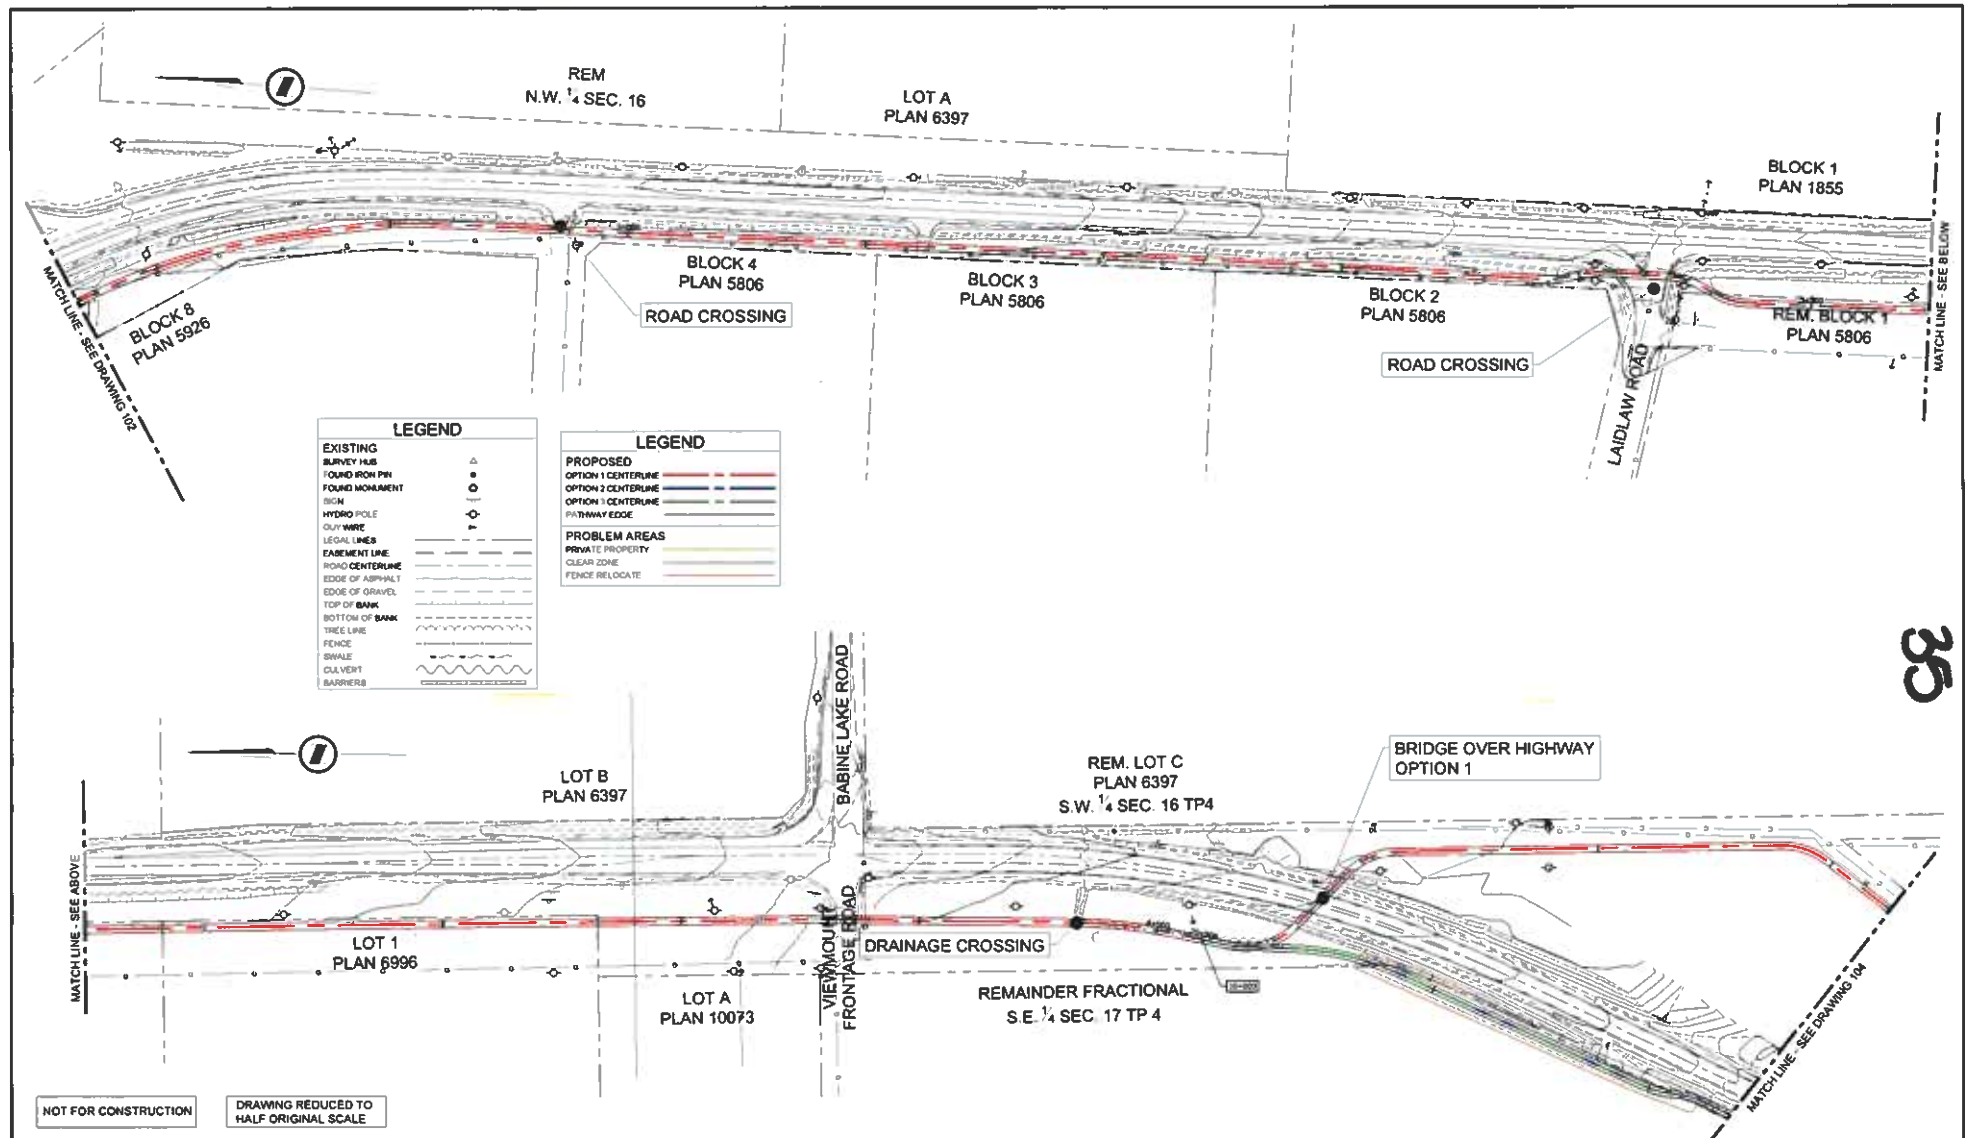 REM
N.W. ¼ SEC. 16
LOT A
PLAN 6397
BLOCK 1
PLAN 1855
MATCH LINE - SEE DRAWING 102
BLOCK 8
PLAN 5926
ROAD CROSSING
BLOCK 4
PLAN 5806
BLOCK 3
PLAN 5806
BLOCK 2
PLAN 5806
ROAD CROSSING
LAIDLAW ROAD
REM. BLOCK 1
PLAN 5806
MATCH LINE - SEE BELOW
LEGEND
EXISTING
SURVEY HUB
FOUND IRON PIN
FOUND MONUMENT
SIGN
HYDRO POLE
GUY WIRE
LEGAL LINES
EASEMENT LINE
ROAD CENTERLINE
EDGE OF ASPHALT
EDGE OF GRAVEL
TOP OF BANK
BOTTOM OF BANK
TREE LINE
FENCE
SWALE
CULVERT
BARRIERS
LEGEND
PROPOSED
OPTION 1 CENTERLINE
OPTION 2 CENTERLINE
OPTION 3 CENTERLINE
PATHWAY EDGE
PROBLEM AREAS
PRIVATE PROPERTY
CLEAR ZONE
FENCE RELOCATE
35
MATCH LINE - SEE ABOVE
LOT B
PLAN 6397
BABINE LAKE ROAD
REM. LOT C
PLAN 6397
S.W. ¼ SEC. 16 TP4
BRIDGE OVER HIGHWAY
OPTION 1
LOT 1
PLAN 6996
LOT A
PLAN 10073
VIEWMOUNT
FRONTAGE ROAD
DRAINAGE CROSSING
REMAINDER FRACTIONAL
S.E. ¼ SEC. 17 TP 4
MATCH LINE - SEE DRAWING 104
NOT FOR CONSTRUCTION
DRAWING REDUCED TO
HALF ORIGINAL SCALE